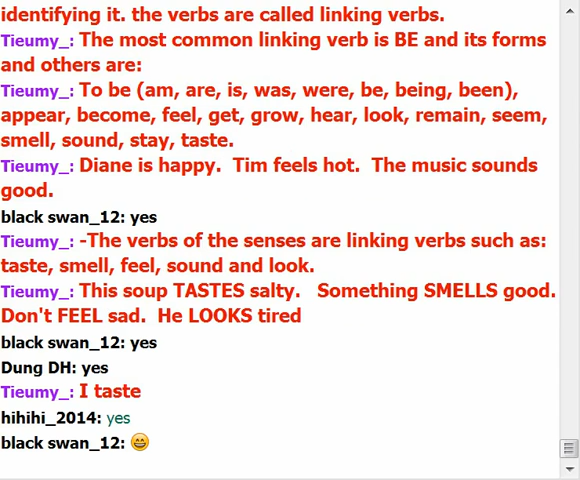 identifying it. the verbs are called linking verbs.
Tieumy_: The most common linking verb is BE and its forms
and others are:
Tieumy_: To be (am, are, is, was, were, be, being, been),
appear, become, feel, get, grow, hear, look, remain, seem,
smell, sound, stay, taste.
Tieumy_: Diane is happy.  Tim feels hot.  The music sounds
good.
black swan_12: yes
Tieumy_: -The verbs of the senses are linking verbs such as:
taste, smell, feel, sound and look.
Tieumy_: This soup TASTES salty.   Something SMELLS good.
Don't FEEL sad.  He LOOKS tired
black swan_12: yes
Dung DH: yes
Tieumy_: I taste
hihihi_2014: yes
black swan_12: 😄